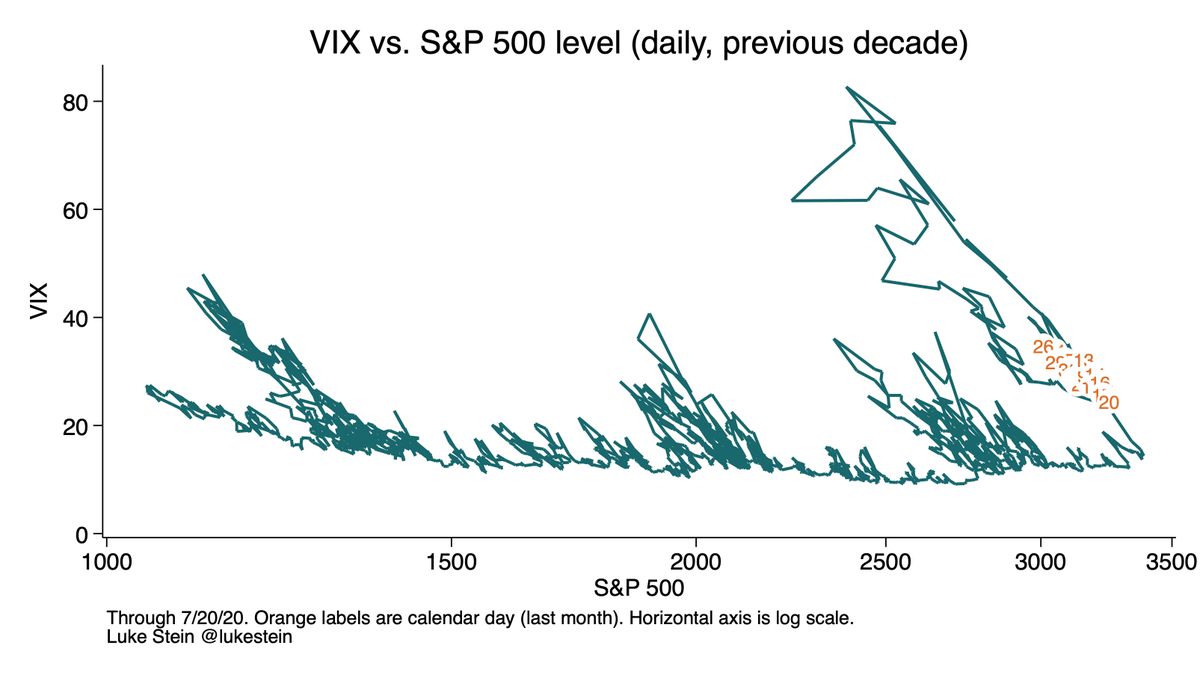 VIX vs. S&P 500 level (daily, previous decade)
80
60
40
20
0
VIX
26
13
16
20
1000 1500 2000 2500 3000 3500
S&P 500
Through 7/20/20. Orange labels are calendar day (last month). Horizontal axis is log scale.
Luke Stein @lukestein